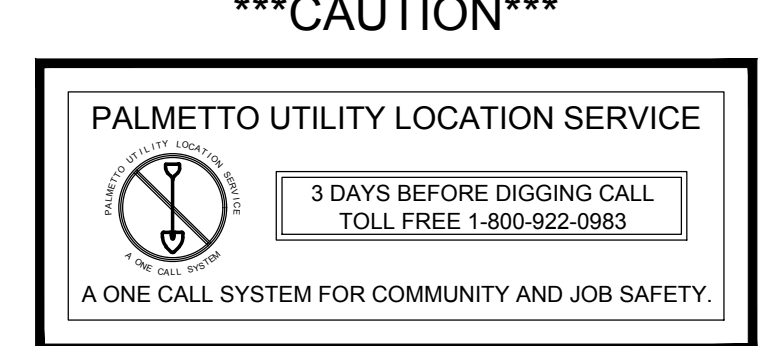 ***CAUTION***
PALMETTO UTILITY LOCATION SERVICE
PALMETTO UTILITY LOCATION SERVICE
A ONE CALL SYSTEM
3 DAYS BEFORE DIGGING CALL
TOLL FREE 1-800-922-0983
A ONE CALL SYSTEM FOR COMMUNITY AND JOB SAFETY.